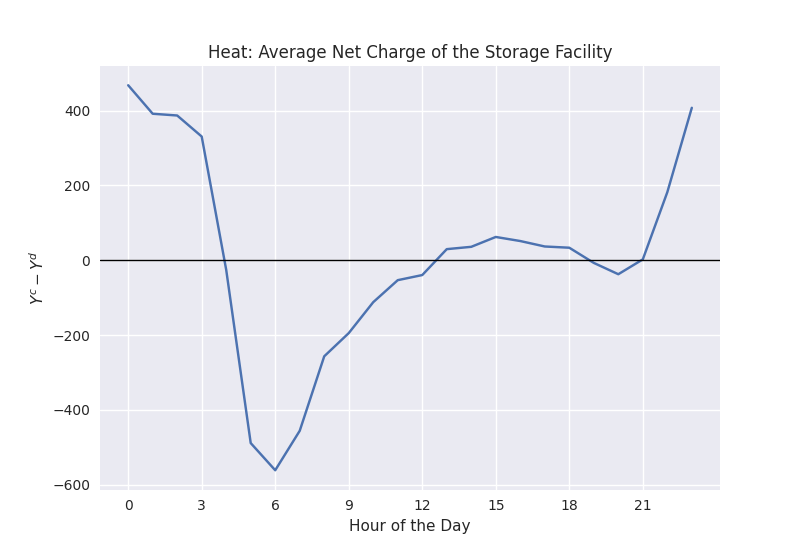 Heat: Average Net Charge of the Storage Facility
400
200
0
−200
−400
−600
Y^c − Y^d
0 3 6 9 12 15 18 21
Hour of the Day